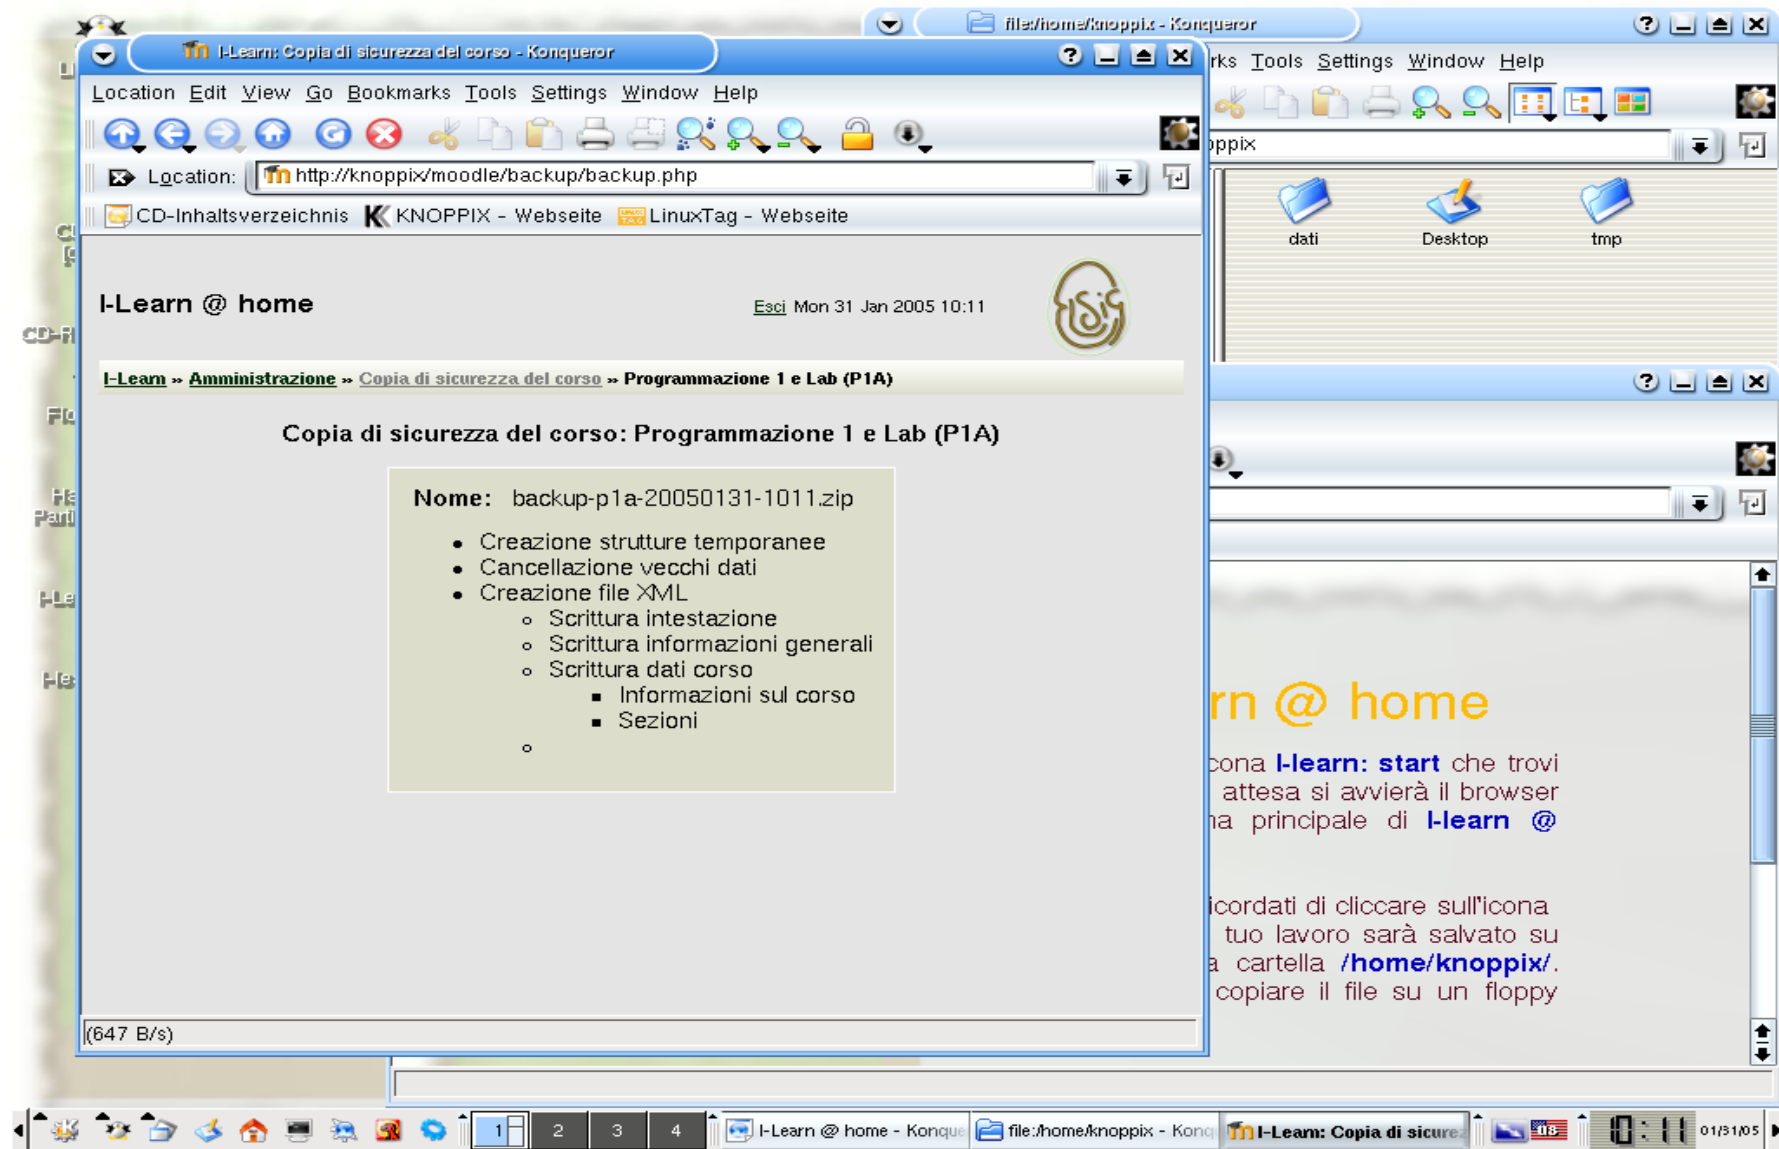 file:/home/knoppix - Konqueror
I-Learn: Copia di sicurezza del corso - Konqueror
rks Tools Settings Window Help
Location Edit View Go Bookmarks Tools Settings Window Help
ppix
Location: http://knoppix/moodle/backup/backup.php
CD-Inhaltsverzeichnis KNOPPIX - Webseite LinuxTag - Webseite
dati Desktop tmp
I-Learn @ home
Esci Mon 31 Jan 2005 10:11
CD-R
I-Learn » Amministrazione » Copia di sicurezza del corso » Programmazione 1 e Lab (P1A)
Copia di sicurezza del corso: Programmazione 1 e Lab (P1A)
Nome: backup-p1a-20050131-1011.zip
Creazione strutture temporanee
Cancellazione vecchi dati
Creazione file XML
Scrittura intestazione
Scrittura informazioni generali
Scrittura dati corso
Informazioni sul corso
Sezioni
rn @ home
cona I-learn: start che trovi
attesa si avvierà il browser
na principale di I-learn @
icordati di cliccare sull'icona
tuo lavoro sarà salvato su
a cartella /home/knoppix/.
copiare il file su un floppy
(647 B/s)
1 2 3 4 I-Learn @ home - Konque file:/home/knoppix - Konq I-Learn: Copia di sicurez US 10:11 01/31/05